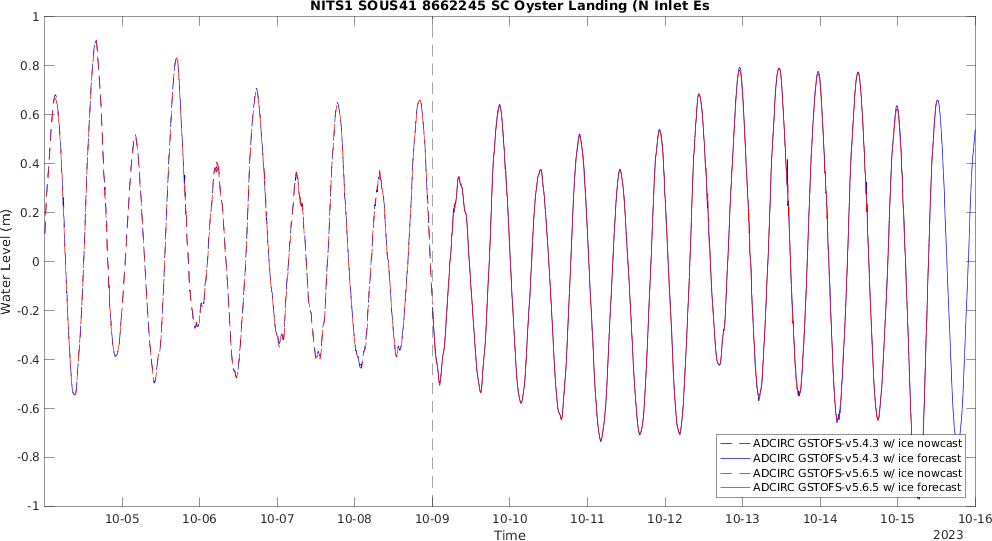 NITS1 SOUS41 8662245 SC Oyster Landing (N Inlet Es
Water Level (m)
1
0.8
0.6
0.4
0.2
0
-0.2
-0.4
-0.6
-0.8
-1
ADCIRC GSTOFS-v5.4.3 w/ ice nowcast
ADCIRC GSTOFS-v5.4.3 w/ ice forecast
ADCIRC GSTOFS-v5.6.5 w/ ice nowcast
ADCIRC GSTOFS-v5.6.5 w/ ice forecast
10-05 10-06 10-07 10-08 10-09 10-10 10-11 10-12 10-13 10-14 10-15 10-16
Time
2023